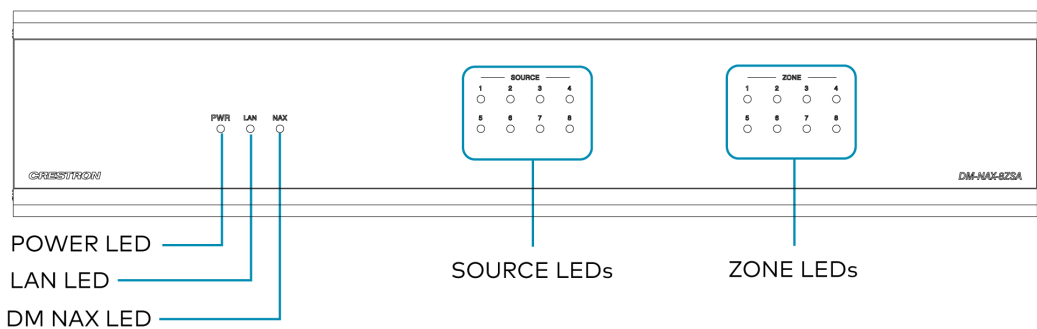 SOURCE
1 2 3 4
5 6 7 8
ZONE
1 2 3 4
5 6 7 8
PWR LAN NAX
CRESTRON
DM-NAX-8ZSA
POWER LED
LAN LED
DM NAX LED
SOURCE LEDs
ZONE LEDs